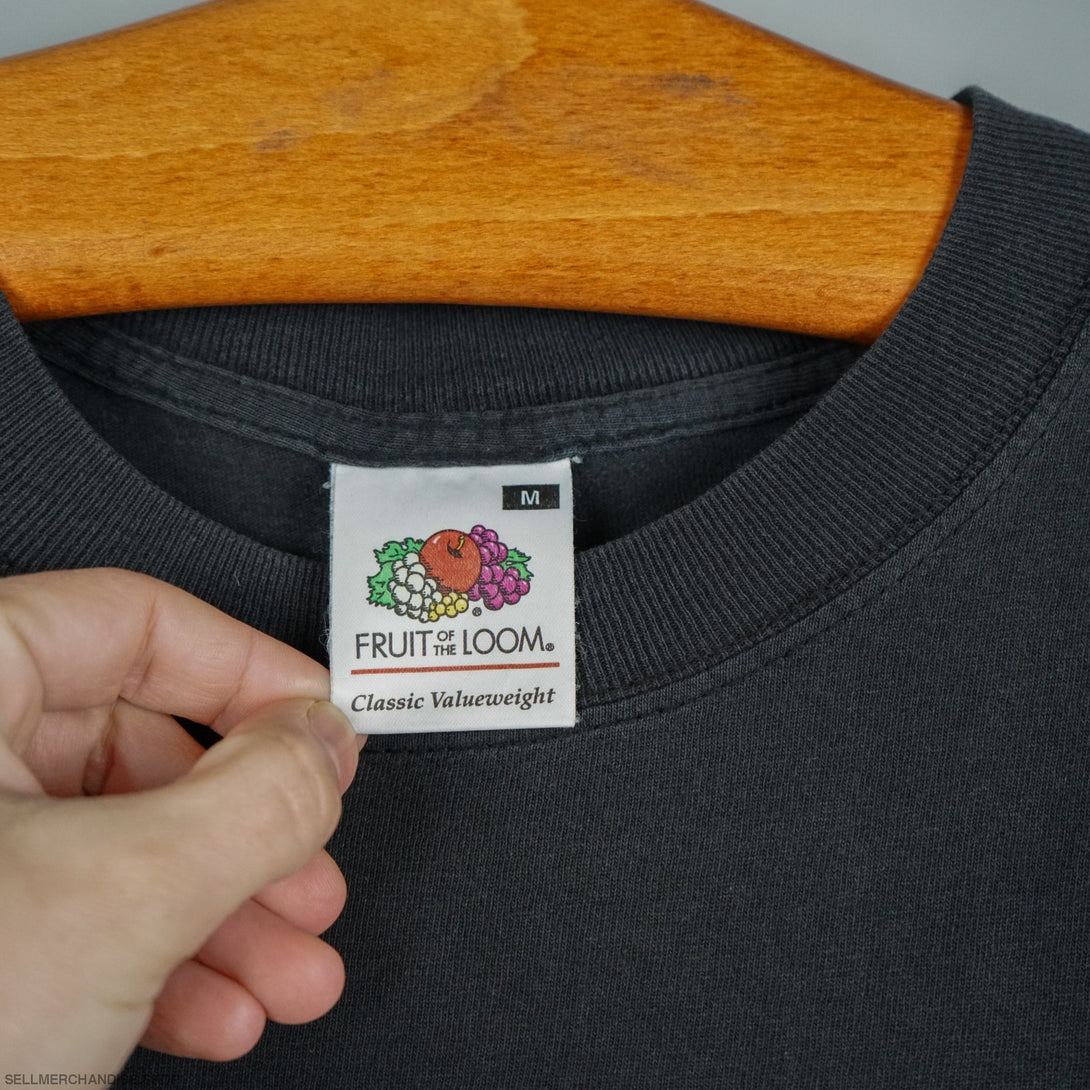 M
FRUIT OF THE LOOM®
Classic Valueweight